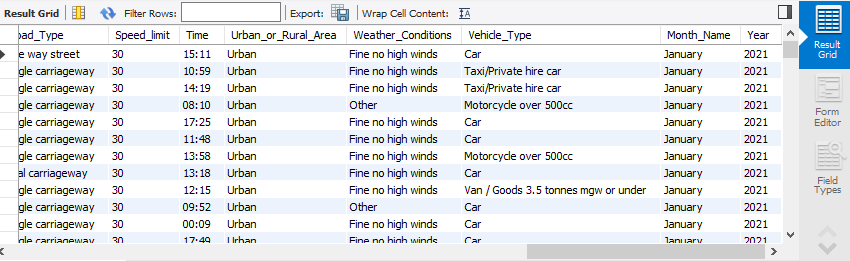 Result Grid Filter Rows: Export: Wrap Cell Content: IA
oad_Type Speed_limit Time Urban_or_Rural_Area Weather_Conditions Vehicle_Type Month_Name Year
e way street 30 15:11 Urban Fine no high winds Car January 2021
gle carriageway 30 10:59 Urban Fine no high winds Taxi/Private hire car January 2021
gle carriageway 30 14:19 Urban Fine no high winds Taxi/Private hire car January 2021
gle carriageway 30 08:10 Urban Other Motorcycle over 500cc January 2021
gle carriageway 30 17:25 Urban Fine no high winds Car January 2021
gle carriageway 30 11:48 Urban Fine no high winds Car January 2021
gle carriageway 30 13:58 Urban Fine no high winds Motorcycle over 500cc January 2021
al carriageway 30 13:18 Urban Fine no high winds Car January 2021
gle carriageway 30 12:15 Urban Fine no high winds Van / Goods 3.5 tonnes mgw or under January 2021
gle carriageway 30 09:52 Urban Other Car January 2021
gle carriageway 30 00:09 Urban Fine no high winds Car January 2021
gle carriageway 30 17:49 Urban Fine no high winds Car January 2021
Result
Grid
Form
Editor
Field
Types